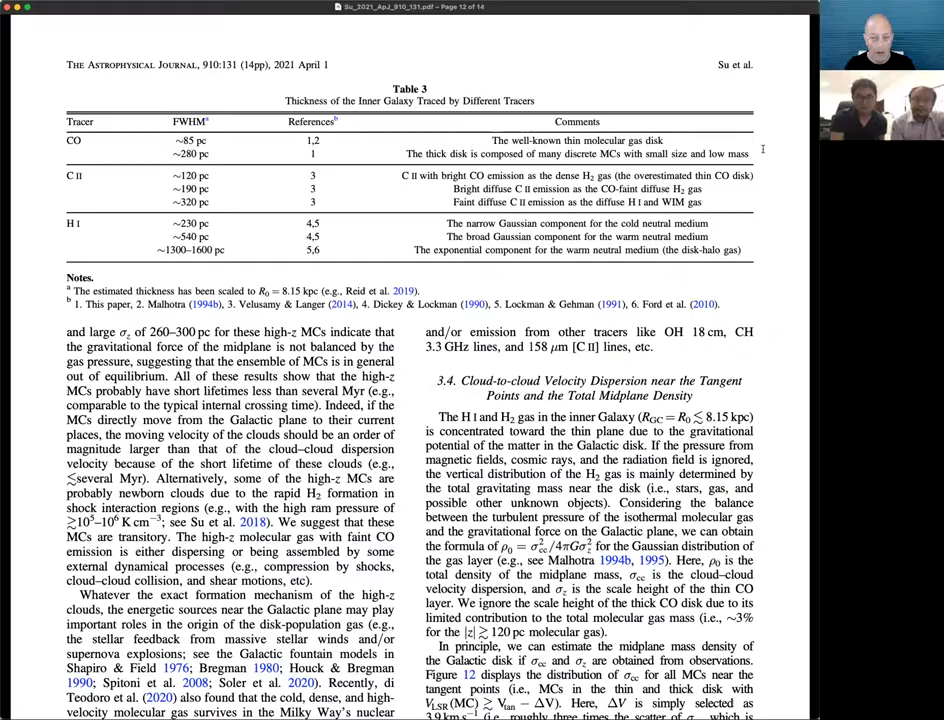 Su_2021_ApJ_910_131.pdf – Page 12 of 14
THE ASTROPHYSICAL JOURNAL, 910:131 (14pp), 2021 April 1
Su et al.
Table 3
Thickness of the Inner Galaxy Traced by Different Tracers
Tracer FWHMᵃ Referencesᵇ Comments
CO ∼85 pc 1,2 The well-known thin molecular gas disk
∼280 pc 1 The thick disk is composed of many discrete MCs with small size and low mass
C II ∼120 pc 3 C II with bright CO emission as the dense H₂ gas (the overestimated thin CO disk)
∼190 pc 3 Bright diffuse C II emission as the CO-faint diffuse H₂ gas
∼320 pc 3 Faint diffuse C II emission as the diffuse H I and WIM gas
H I ∼230 pc 4,5 The narrow Gaussian component for the cold neutral medium
∼540 pc 4,5 The broad Gaussian component for the warm neutral medium
∼1300–1600 pc 5,6 The exponential component for the warm neutral medium (the disk-halo gas)
Notes.
ᵃ The estimated thickness has been scaled to R₀ = 8.15 kpc (e.g., Reid et al. 2019).
ᵇ 1. This paper, 2. Malhotra (1994b), 3. Velusamy & Langer (2014), 4. Dickey & Lockman (1990), 5. Lockman & Gehman (1991), 6. Ford et al. (2010).
and large σ_z of 260–300 pc for these high-z MCs indicate that
the gravitational force of the midplane is not balanced by the
gas pressure, suggesting that the ensemble of MCs is in general
out of equilibrium. All of these results show that the high-z
MCs probably have short lifetimes less than several Myr (e.g.,
comparable to the typical internal crossing time). Indeed, if the
MCs directly move from the Galactic plane to their current
places, the moving velocity of the clouds should be an order of
magnitude larger than that of the cloud–cloud dispersion
velocity because of the short lifetime of these clouds (e.g.,
≲several Myr). Alternatively, some of the high-z MCs are
probably newborn clouds due to the rapid H₂ formation in
shock interaction regions (e.g., with the high ram pressure of
≳10⁵–10⁶ K cm⁻³; see Su et al. 2018). We suggest that these
MCs are transitory. The high-z molecular gas with faint CO
emission is either dispersing or being assembled by some
external dynamical processes (e.g., compression by shocks,
cloud–cloud collision, and shear motions, etc).
Whatever the exact formation mechanism of the high-z
clouds, the energetic sources near the Galactic plane may play
important roles in the origin of the disk-population gas (e.g.,
the stellar feedback from massive stellar winds and/or
supernova explosions; see the Galactic fountain models in
Shapiro & Field 1976; Bregman 1980; Houck & Bregman
1990; Spitoni et al. 2008; Soler et al. 2020). Recently, di
Teodoro et al. (2020) also found that the cold, dense, and high-
velocity molecular gas survives in the Milky Way's nuclear
and/or emission from other tracers like OH 18 cm, CH
3.3 GHz lines, and 158 μm [C II] lines, etc.
3.4. Cloud-to-cloud Velocity Dispersion near the Tangent
Points and the Total Midplane Density
The H I and H₂ gas in the inner Galaxy (R_GC = R₀ ≲ 8.15 kpc)
is concentrated toward the thin plane due to the gravitational
potential of the matter in the Galactic disk. If the pressure from
magnetic fields, cosmic rays, and the radiation field is ignored,
the vertical distribution of the H₂ gas is mainly determined by
the total gravitating mass near the disk (i.e., stars, gas, and
possible other unknown objects). Considering the balance
between the turbulent pressure of the isothermal molecular gas
and the gravitational force on the Galactic plane, we can obtain
the formula of ρ₀ = σ²_cc/4πGσ²_z for the Gaussian distribution of
the gas layer (e.g., see Malhotra 1994b, 1995). Here, ρ₀ is the
total density of the midplane mass, σ_cc is the cloud–cloud
velocity dispersion, and σ_z is the scale height of the thin CO
layer. We ignore the scale height of the thick CO disk due to its
limited contribution to the total molecular gas mass (i.e., ∼3%
for the |z| ≳ 120 pc molecular gas).
In principle, we can estimate the midplane mass density of
the Galactic disk if σ_cc and σ_z are obtained from observations.
Figure 12 displays the distribution of σ_cc for all MCs near the
tangent points (i.e., MCs in the thin and thick disk with
V_LSR(MC) ≳ V_tan − ΔV). Here, ΔV is simply selected as
3.9 km s⁻¹ (i.e., roughly three times the scatter of σ, which is